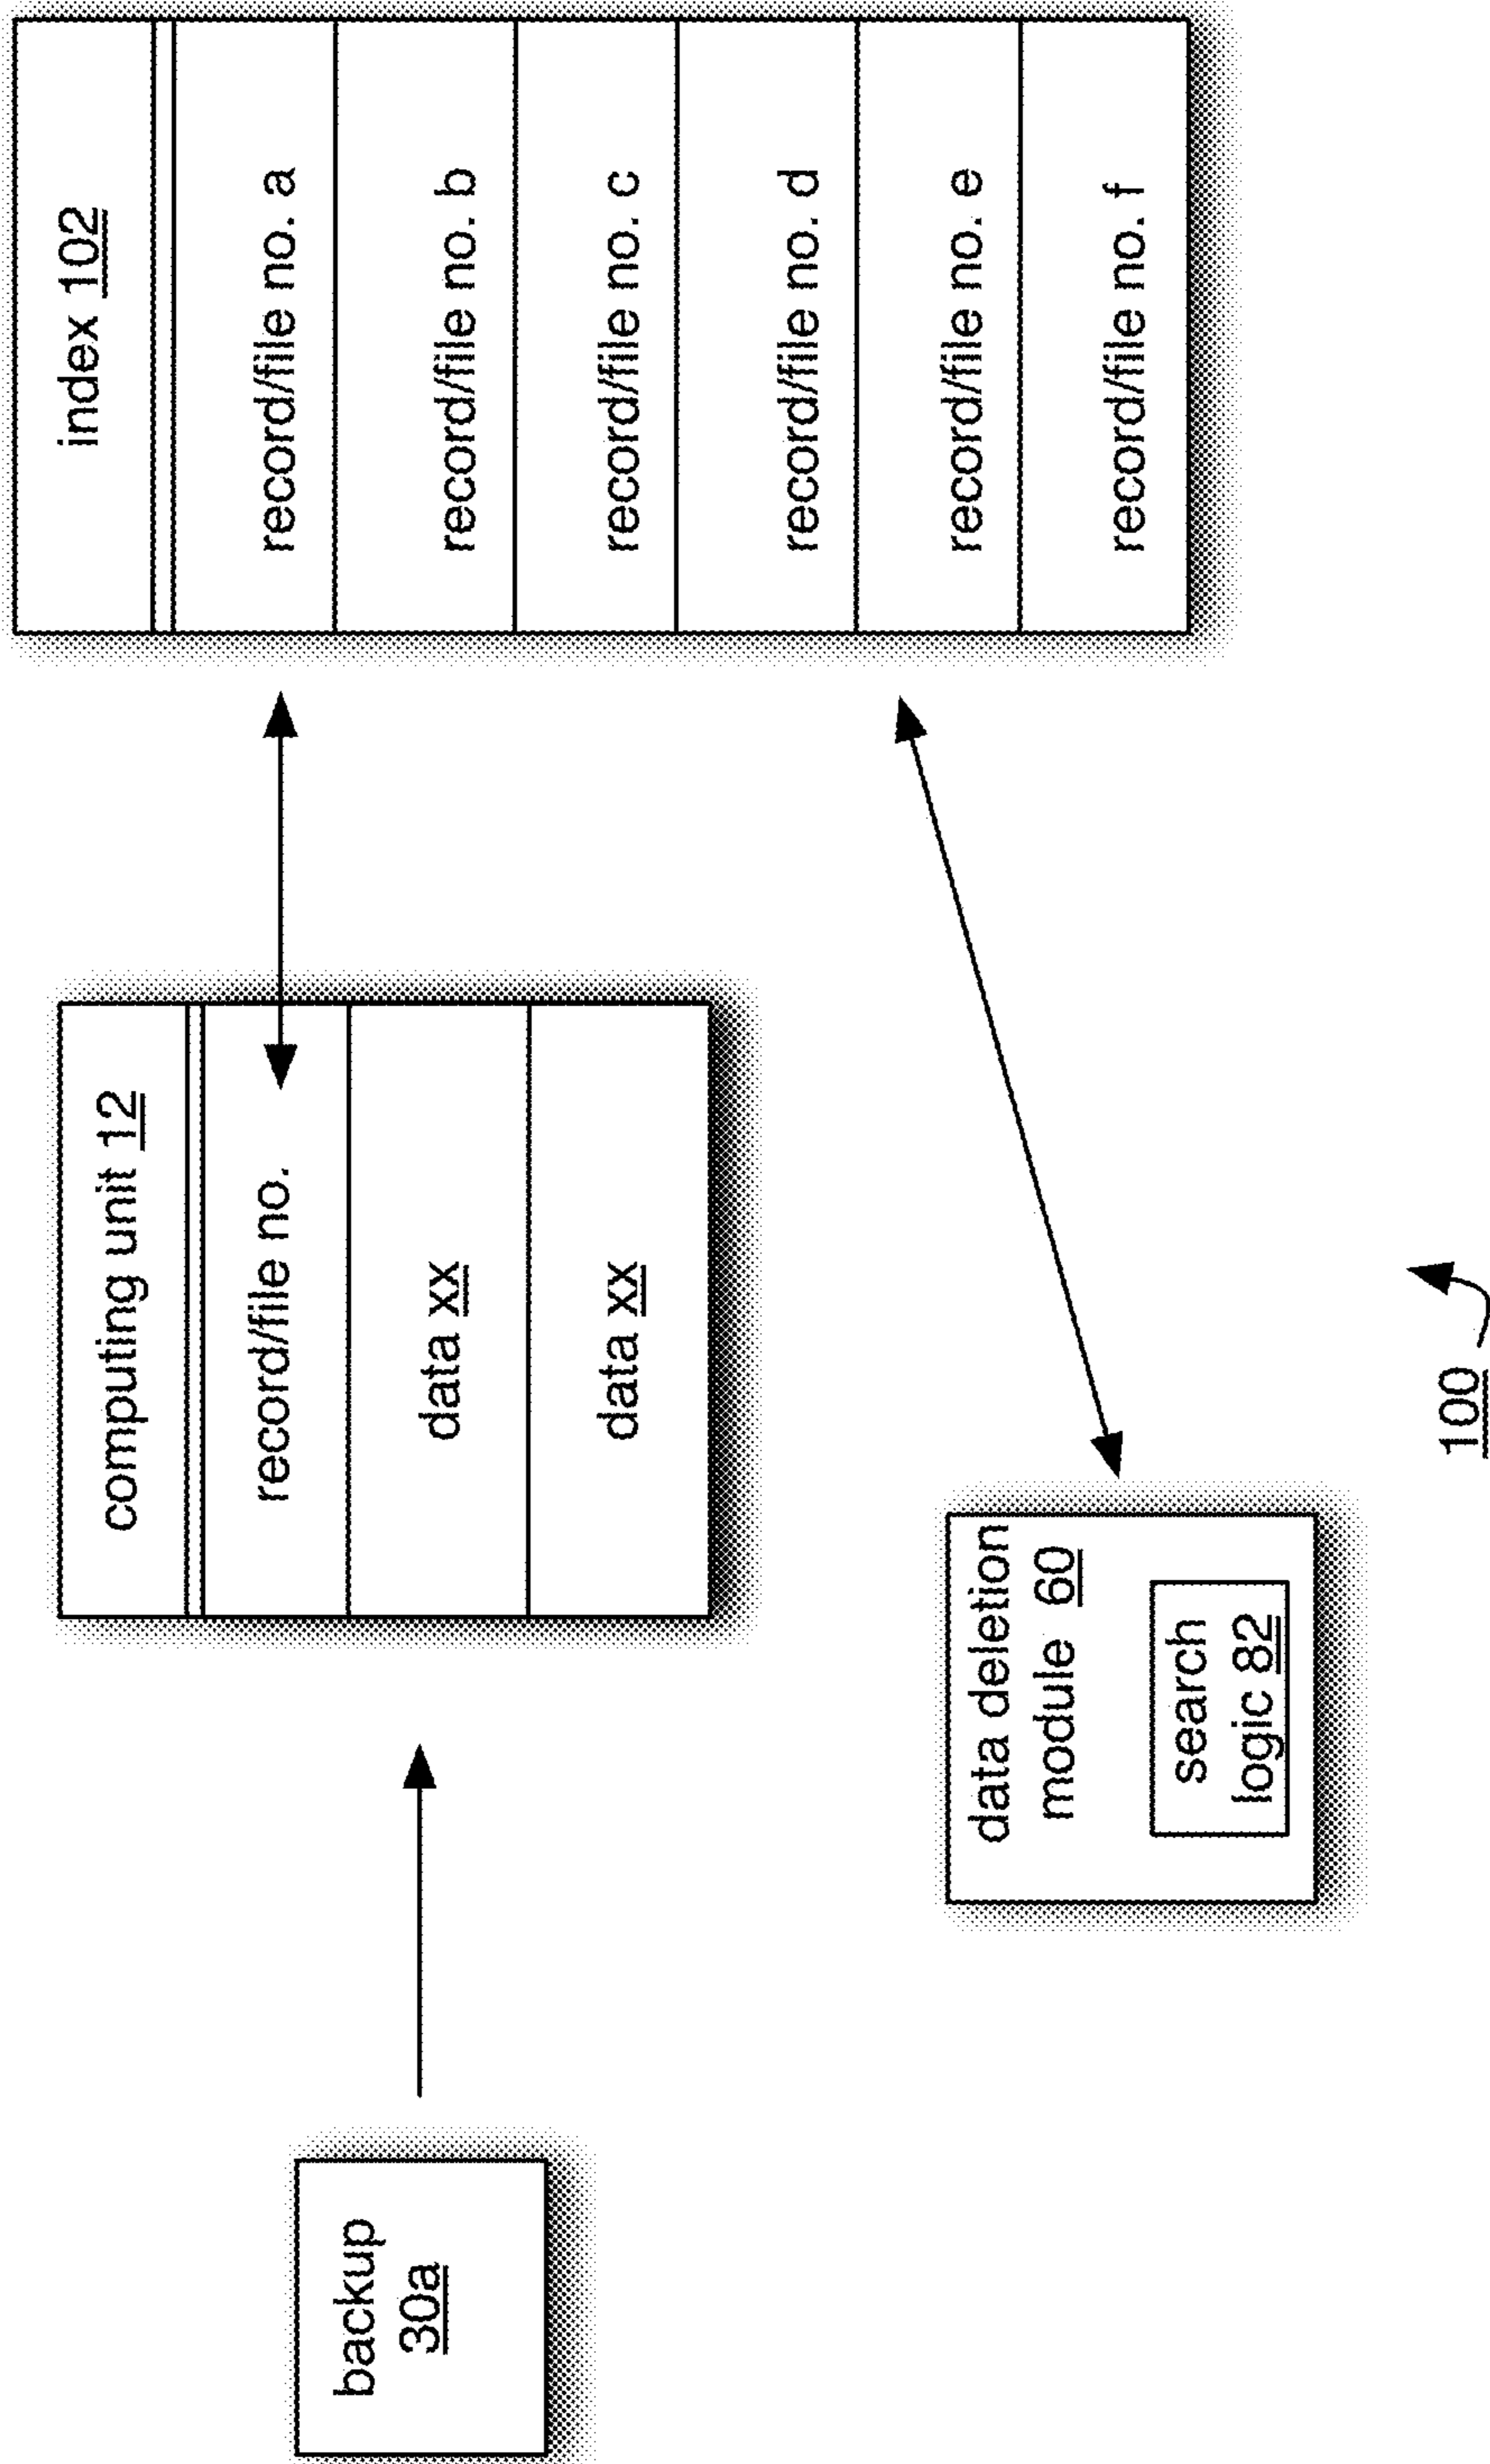 backup
30a
computing unit 12
record/file no.
data xx
data xx
index 102
record/file no. a
record/file no. b
record/file no. c
record/file no. d
record/file no. e
record/file no. f
data deletion
module 60
search
logic 82
100